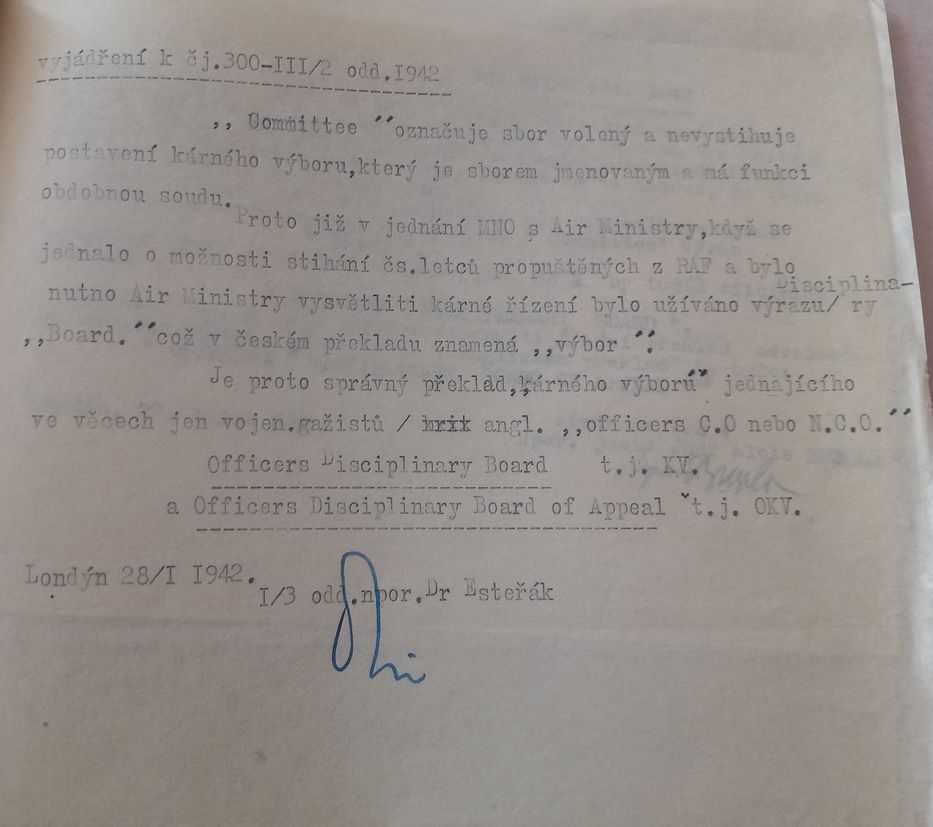 vyjádření k čj.300-III/2 odd.I942
,, Committee ´´označuje sbor volený a nevystihuje
postavení kárného výboru,který je sborem jmenovaným a má funkci
obdobnou soudu.
Proto již v jednání MNO s Air Ministry,když se
jednalo o možnosti stihání čs.letců propuštěných z RAF a bylo
nutno Air Ministry vysvětliti kárné řízení bylo užíváno výrazu/ Disciplina-
ry
,,Board.´´což v českém překladu znamená ,,výbor´´.
Je proto správný překlad,,kárného výborů´´ jednajícího
ve věcech jen vojen.gažistů / brit angl. ,,officers C.O nebo N.C.O.´´
Officers Disciplinary Board t.j. KV.
a Officers Disciplinary Board of Appeal t.j. OKV.
Londýn 28/I I942.
I/3 odd.npor.Dr Esteřák